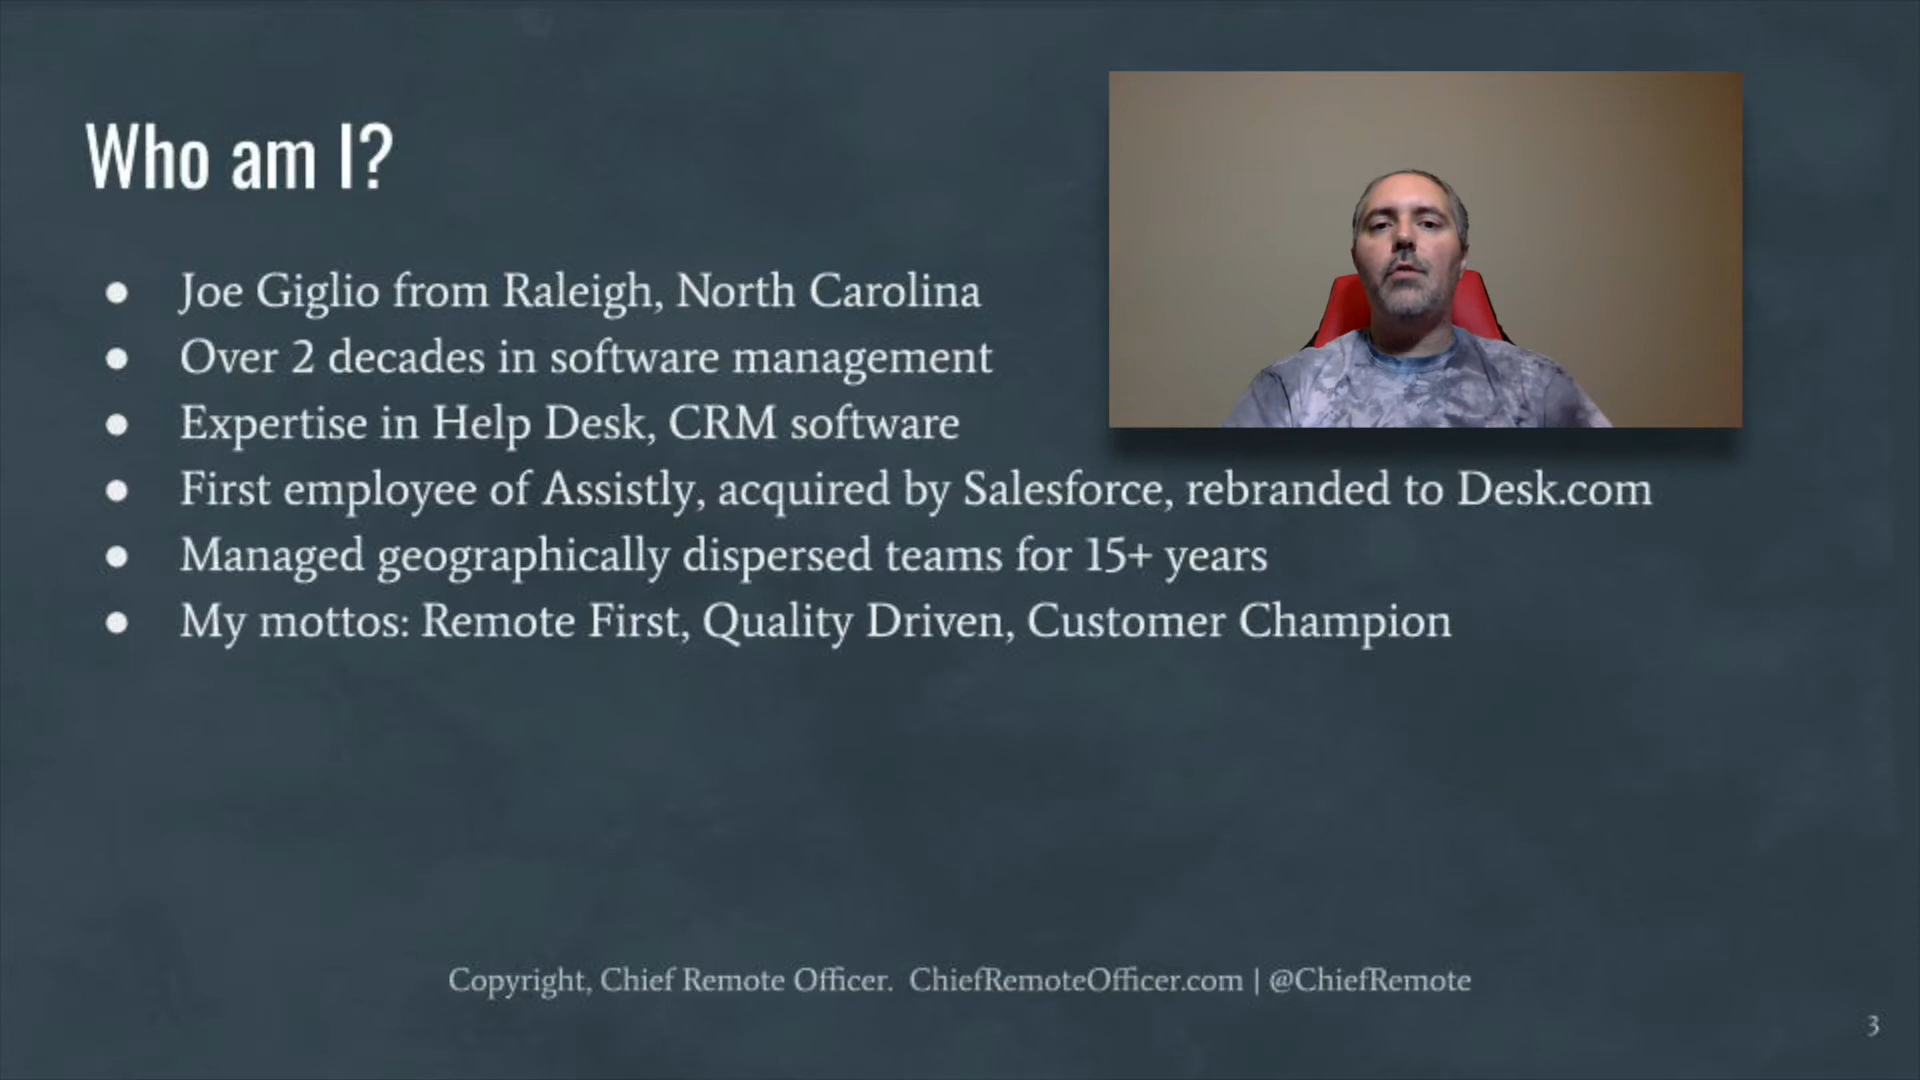 Who am I?
● Joe Giglio from Raleigh, North Carolina
● Over 2 decades in software management
● Expertise in Help Desk, CRM software
● First employee of Assistly, acquired by Salesforce, rebranded to Desk.com
● Managed geographically dispersed teams for 15+ years
● My mottos: Remote First, Quality Driven, Customer Champion
Copyright, Chief Remote Officer. ChiefRemoteOfficer.com | @ChiefRemote
3